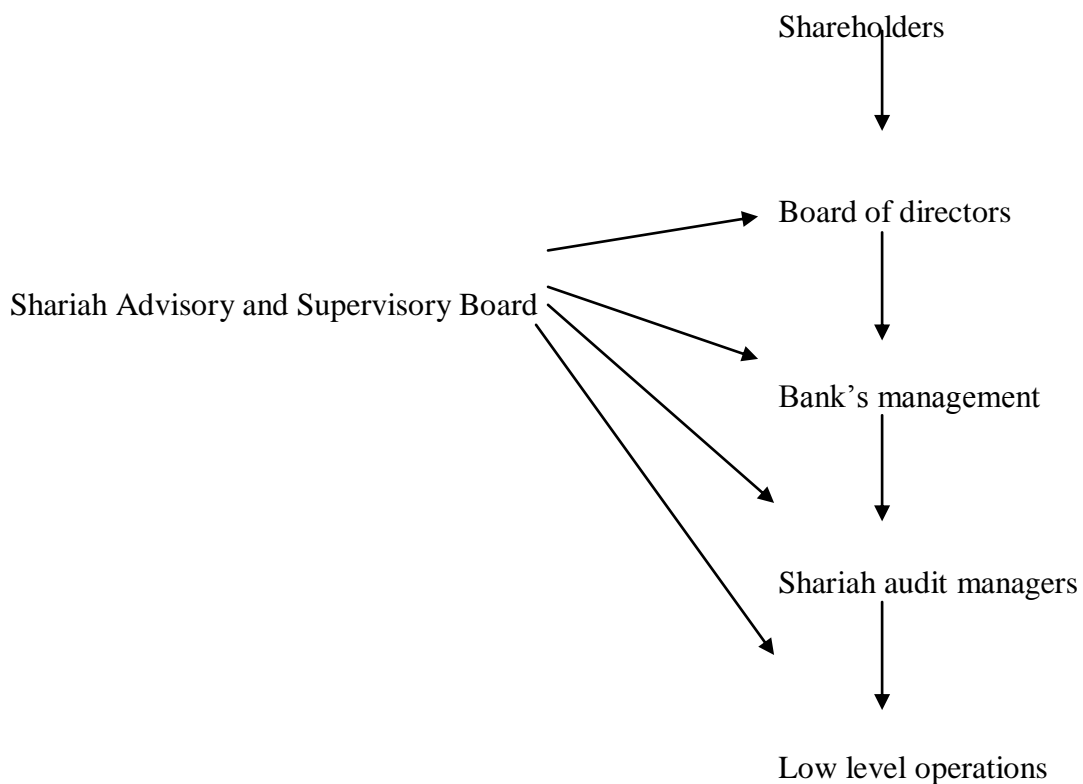 Shareholders
Board of directors
Shariah Advisory and Supervisory Board
Bank’s management
Shariah audit managers
Low level operations